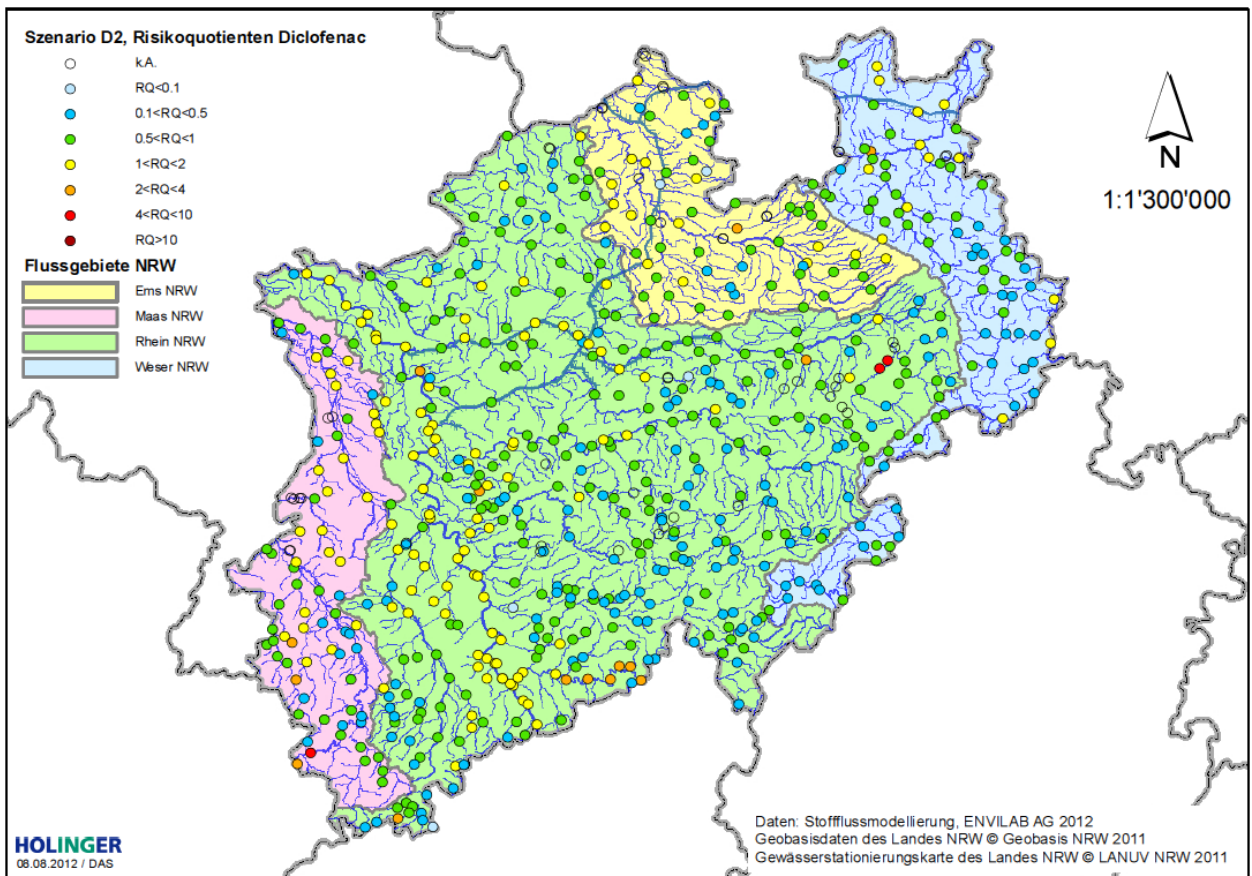 Szenario D2, Risikoquotienten Diclofenac
k.A.
RQ<0.1
0.1<RQ<0.5
0.5<RQ<1
1<RQ<2
2<RQ<4
4<RQ<10
RQ>10
Flussgebiete NRW
Ems NRW
Maas NRW
Rhein NRW
Weser NRW
N
1:1'300'000
HOLINGER
08.08.2012 / DAS
Daten: Stoffflussmodellierung, ENVILAB AG 2012
Geobasisdaten des Landes NRW © Geobasis NRW 2011
Gewässerstationierungskarte des Landes NRW © LANUV NRW 2011